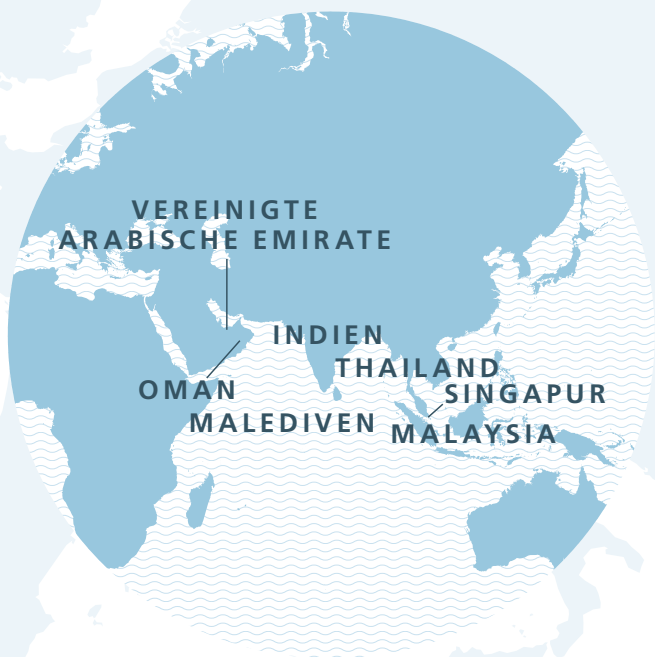 VEREINIGTE
ARABISCHE EMIRATE
INDIEN
THAILAND
OMAN
SINGAPUR
MALEDIVEN
MALAYSIA